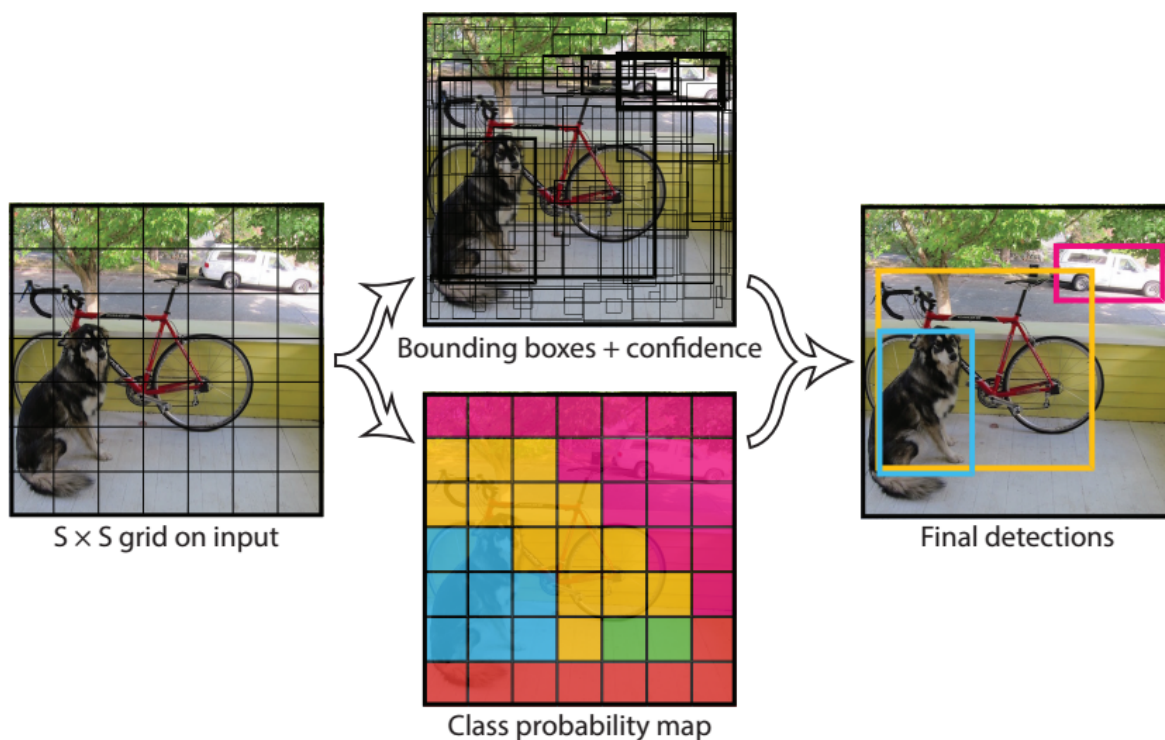 S × S grid on input
Bounding boxes + confidence
Class probability map
Final detections